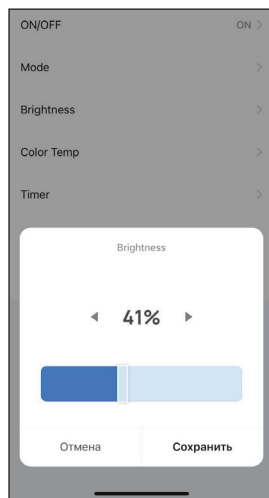 ON/OFF ON >
Mode >
Brightness >
Color Temp >
Timer >
Brightness
41%
Отмена Сохранить